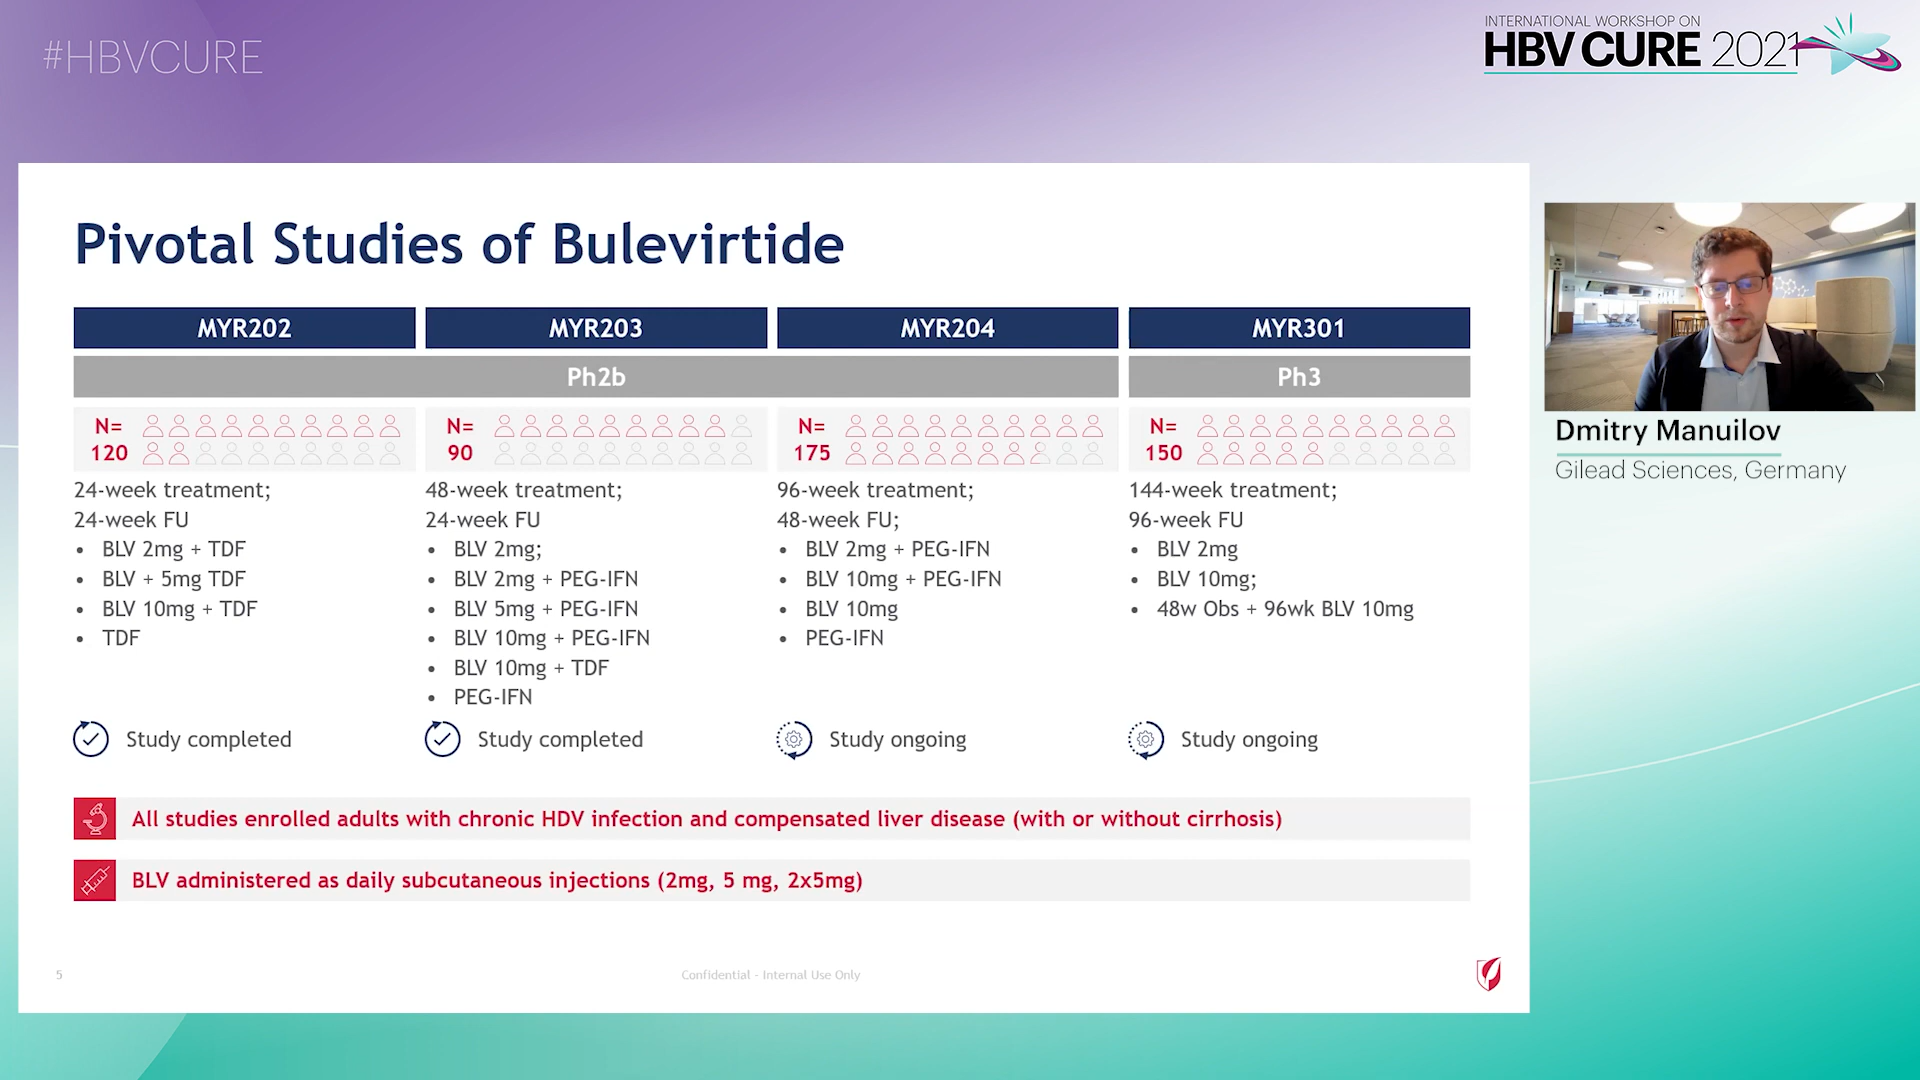 #HBVCURE
INTERNATIONAL WORKSHOP ON
HBV CURE 2021
Pivotal Studies of Bulevirtide
MYR202
MYR203
MYR204
MYR301
Ph2b
Ph3
N=
120
N=
90
N=
175
N=
150
24-week treatment;
24-week FU
• BLV 2mg + TDF
• BLV + 5mg TDF
• BLV 10mg + TDF
• TDF
48-week treatment;
24-week FU
• BLV 2mg;
• BLV 2mg + PEG-IFN
• BLV 5mg + PEG-IFN
• BLV 10mg + PEG-IFN
• BLV 10mg + TDF
• PEG-IFN
96-week treatment;
48-week FU;
• BLV 2mg + PEG-IFN
• BLV 10mg + PEG-IFN
• BLV 10mg
• PEG-IFN
144-week treatment;
96-week FU
• BLV 2mg
• BLV 10mg;
• 48w Obs + 96wk BLV 10mg
Study completed
Study completed
Study ongoing
Study ongoing
All studies enrolled adults with chronic HDV infection and compensated liver disease (with or without cirrhosis)
BLV administered as daily subcutaneous injections (2mg, 5 mg, 2x5mg)
5
Confidential - Internal Use Only
Dmitry Manuilov
Gilead Sciences, Germany